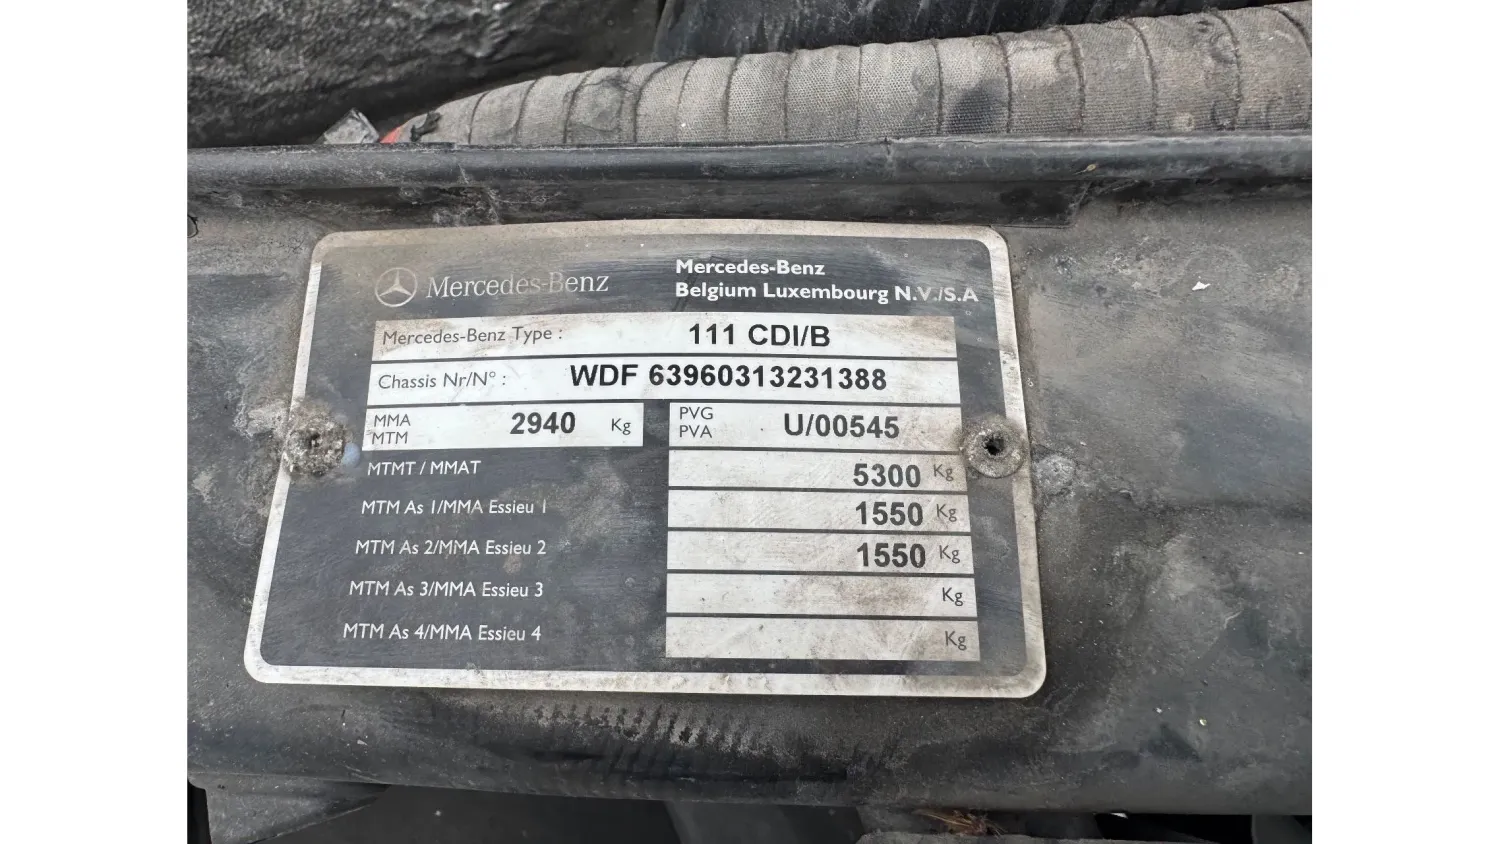 Mercedes-Benz
Mercedes-Benz
Belgium Luxembourg N.V./S.A
Mercedes-Benz Type : 111 CDI/B
Chassis Nr/N° : WDF 63960313231388
MMA
MTM 2940 Kg
PVG
PVA U/00545
MTMT / MMAT 5300 Kg
MTM As 1/MMA Essieu 1 1550 Kg
MTM As 2/MMA Essieu 2 1550 Kg
MTM As 3/MMA Essieu 3 Kg
MTM As 4/MMA Essieu 4 Kg